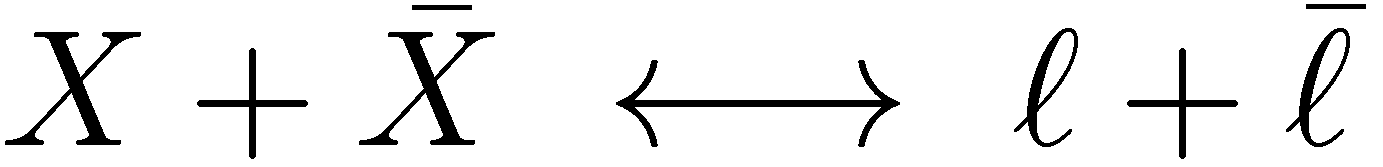 X + X̄ ⟷ ℓ + ℓ̄